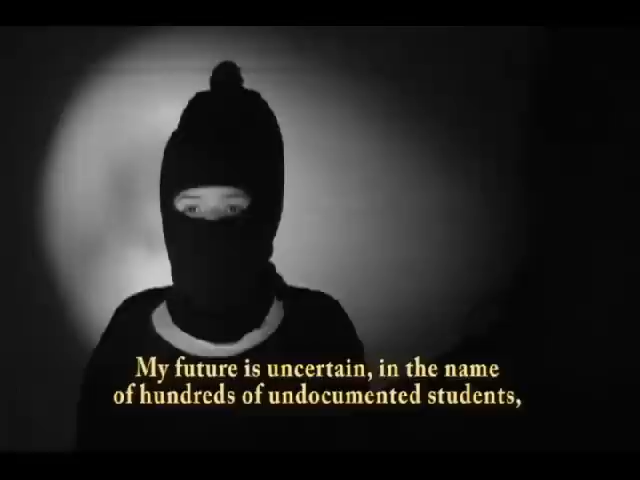 My future is uncertain, in the name
of hundreds of undocumented students,